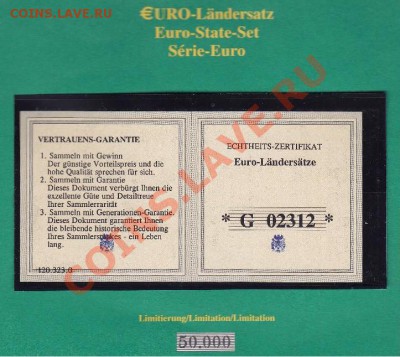 COINS.ЛАВЕ.RU
€URO-Ländersatz
Euro-State-Set
Série-Euro
VERTRAUENS-GARANTIE
1. Sammeln mit Gewinn
Der günstige Vorteilspreis und die
hohe Qualität sprechen für sich.
2. Sammeln mit Garantie
Dieses Dokument verbürgt Ihnen die
exzellente Güte und Detailtreue
Ihrer Sammlerrarität
3. Sammeln mit Generationen-Garantie.
Dieses Dokument garantiert Ihnen
die bleibende historische Bedeutung
Ihres Sammlerstückes - ein Leben
lang.
120.323.0
ECHTHEITS-ZERTIFIKAT
Euro-Ländersätze
* G 02312 *
Limitierung/Limitation/Limitation
50.000
COINS.LAVE.RU